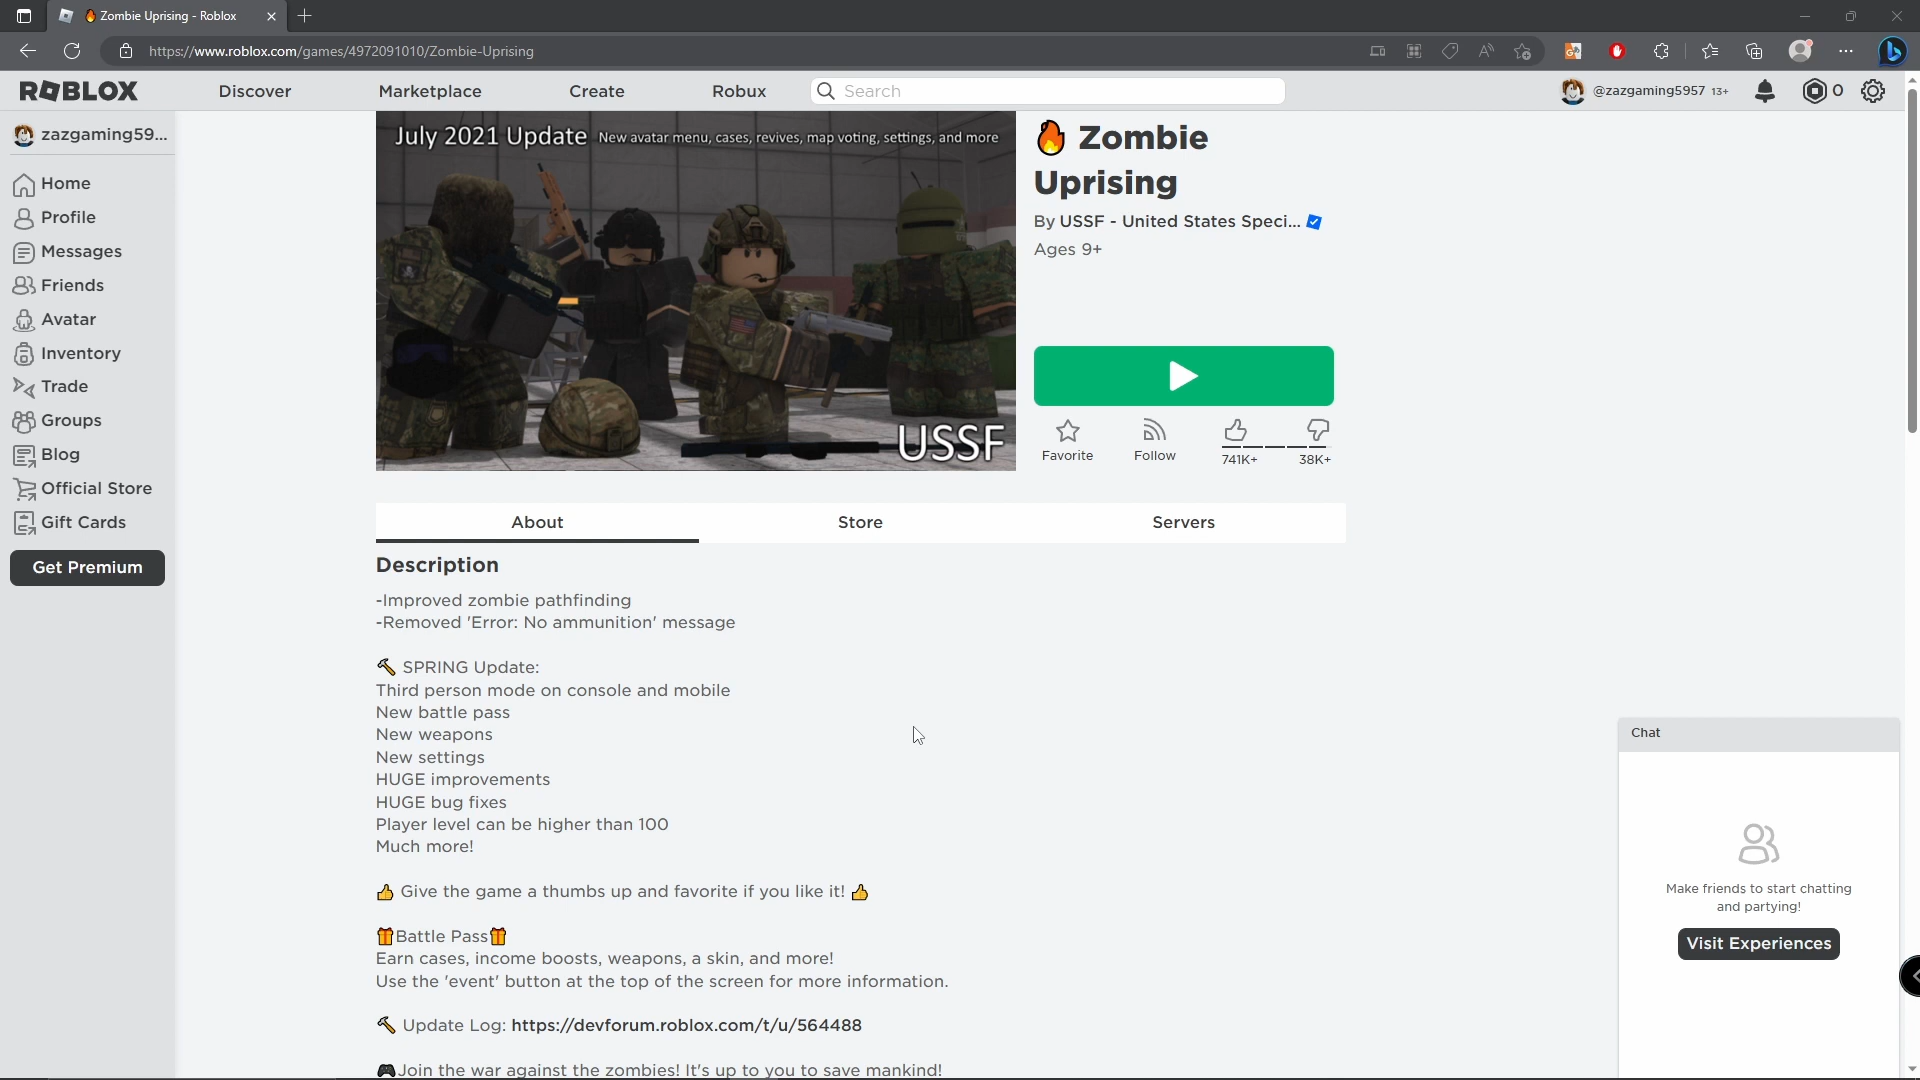 Zombie Uprising - Roblox
https://www.roblox.com/games/4972091010/Zombie-Uprising
ROBLOX
Discover
Marketplace
Create
Robux
Search
@zazgaming5957 13+
0
zazgaming59...
Home
Profile
Messages
Friends
Avatar
Inventory
Trade
Groups
Blog
Official Store
Gift Cards
Get Premium
July 2021 Update New avatar menu, cases, revives, map voting, settings, and more
USSF
🔥 Zombie
Uprising
By USSF - United States Speci...
Ages 9+
Favorite
Follow
741K+
38K+
About
Store
Servers
Description
-Improved zombie pathfinding
-Removed 'Error: No ammunition' message
🔨 SPRING Update:
Third person mode on console and mobile
New battle pass
New weapons
New settings
HUGE improvements
HUGE bug fixes
Player level can be higher than 100
Much more!
👍 Give the game a thumbs up and favorite if you like it! 👍
🎁Battle Pass🎁
Earn cases, income boosts, weapons, a skin, and more!
Use the 'event' button at the top of the screen for more information.
🔨 Update Log: https://devforum.roblox.com/t/u/564488
🎮Join the war against the zombies! It's up to you to save mankind!
Chat
Make friends to start chatting
and partying!
Visit Experiences